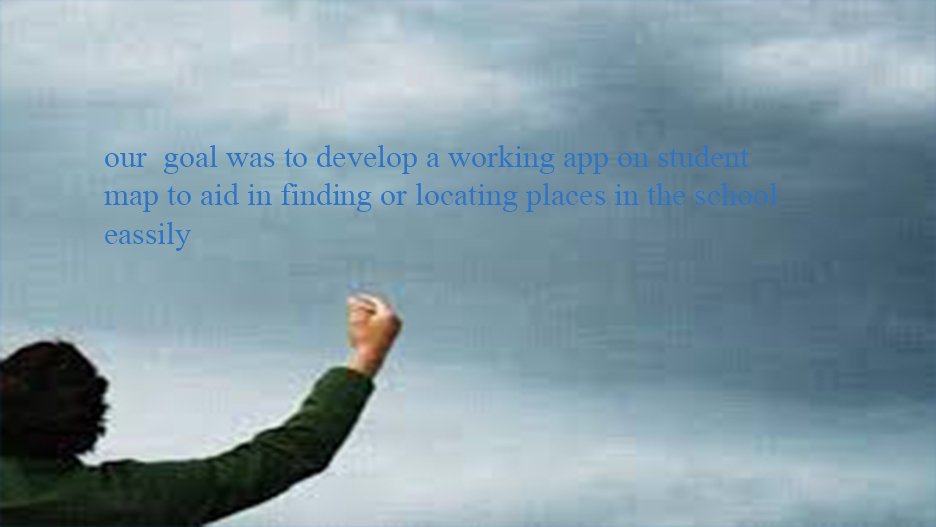 our  goal was to develop a working app on student
map to aid in finding or locating places in the school
eassily